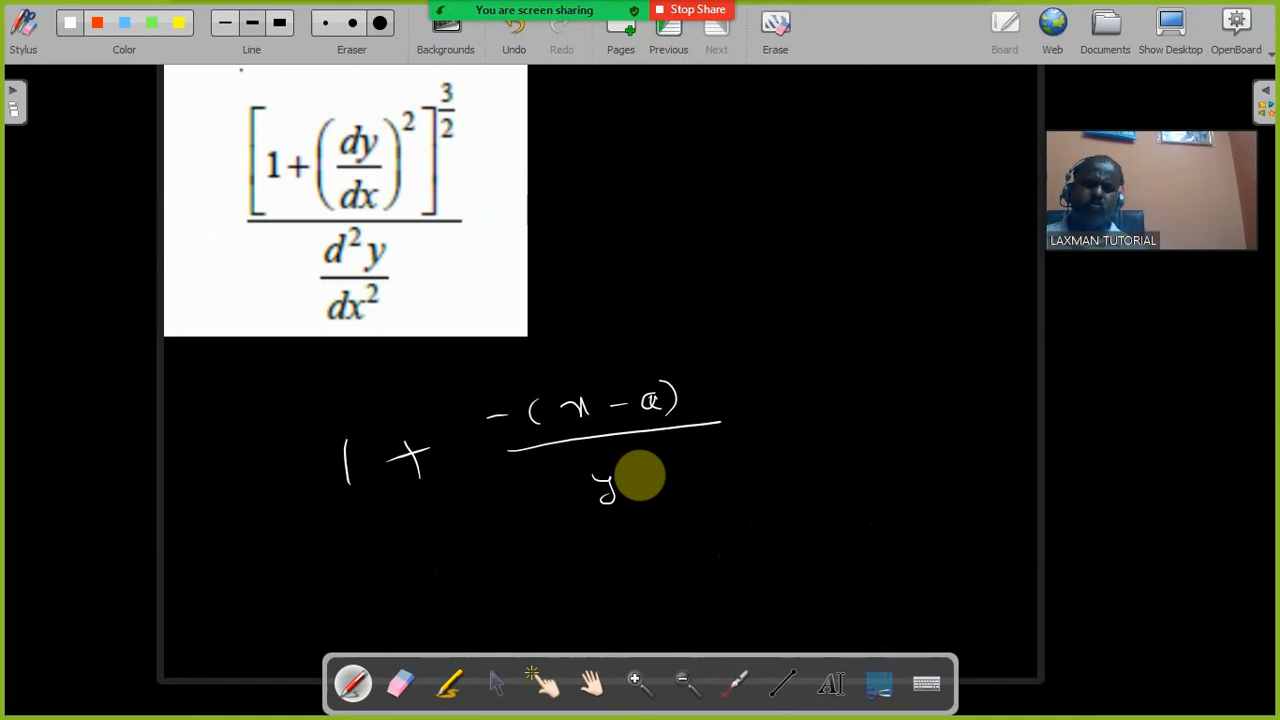 You are screen sharing Stop Share
Stylus Color Line Eraser Backgrounds Undo Redo Pages Previous Next Erase Board Web Documents Show Desktop OpenBoard
[1+(dy/dx)^2]^(3/2)
d^2y/dx^2
LAXMAN TUTORIAL
-(x-a)
1 +
y
AI